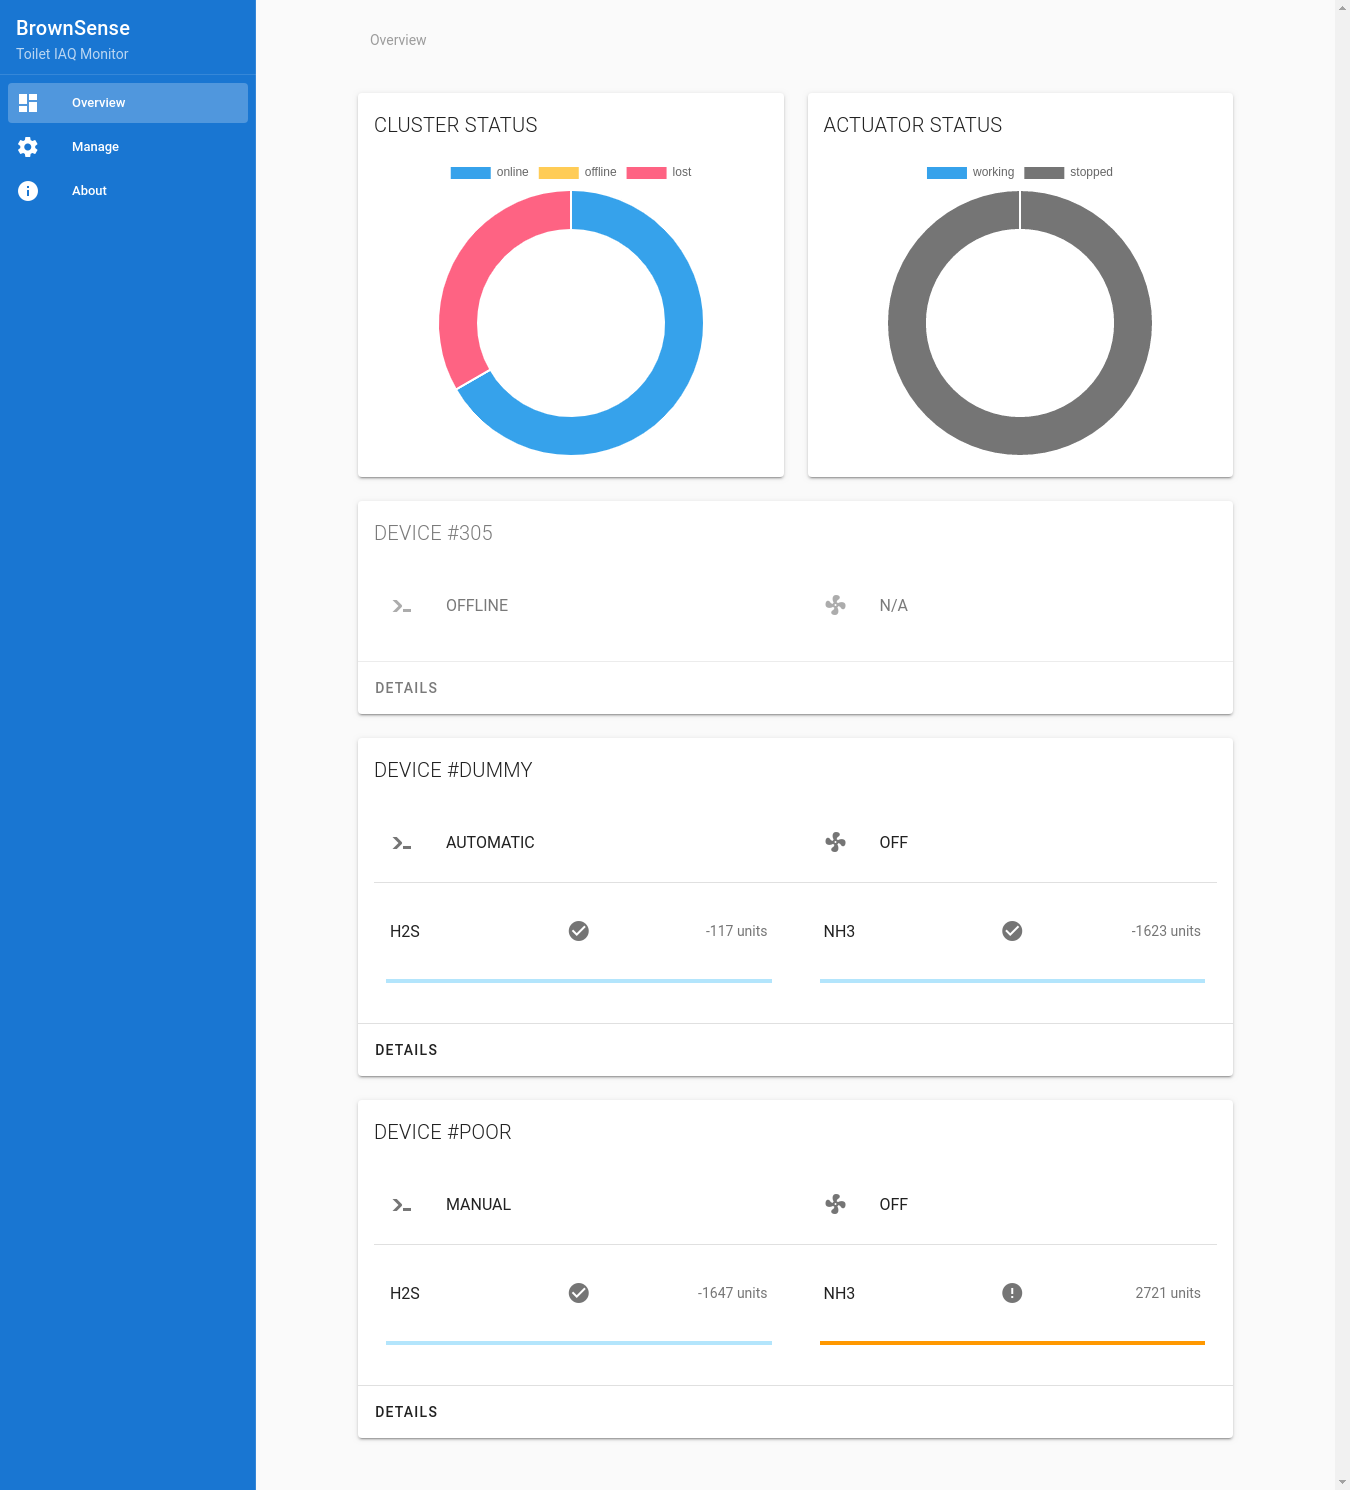 BrownSense
Toilet IAQ Monitor
Overview
Manage
About
Overview
CLUSTER STATUS
online offline lost
ACTUATOR STATUS
working stopped
DEVICE #305
OFFLINE N/A
DETAILS
DEVICE #DUMMY
AUTOMATIC OFF
H2S -117 units NH3 -1623 units
DETAILS
DEVICE #POOR
MANUAL OFF
H2S -1647 units NH3 2721 units
DETAILS